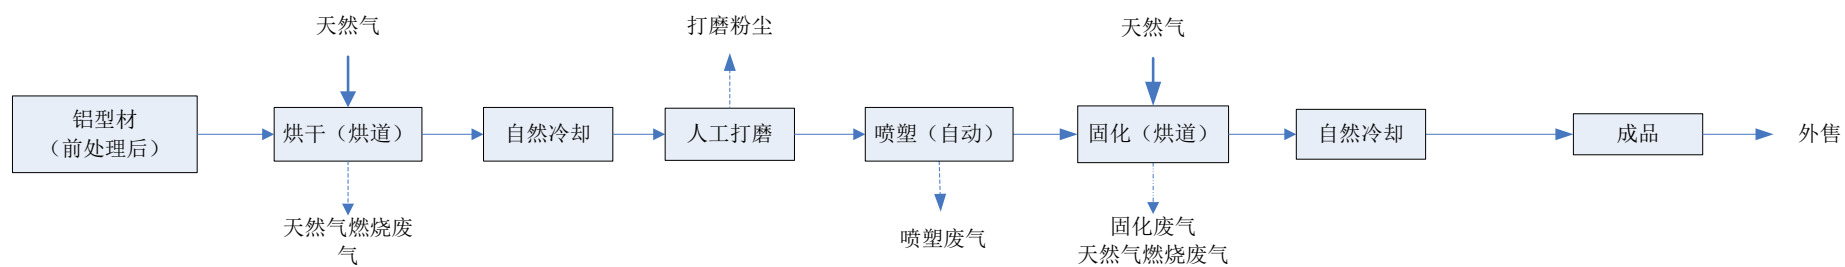 天然气
打磨粉尘
天然气
铝型材
（前处理后）
烘干（烘道）
自然冷却
人工打磨
喷塑（自动）
固化（烘道）
自然冷却
成品
外售
天然气燃烧废
气
喷塑废气
固化废气
天然气燃烧废气